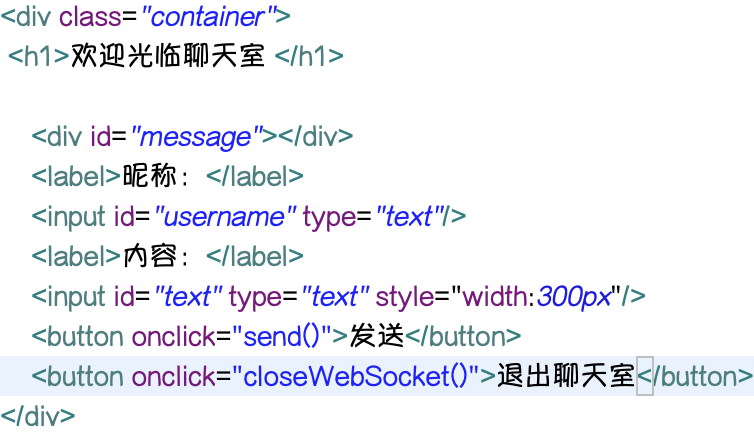 <div class="container">
<h1>欢迎光临聊天室 </h1>
<div id="message"></div>
<label>昵称：</label>
<input id="username" type="text"/>
<label>内容：</label>
<input id="text" type="text" style="width:300px"/>
<button onclick="send()">发送</button>
<button onclick="closeWebSocket()">退出聊天室</button>
</div>